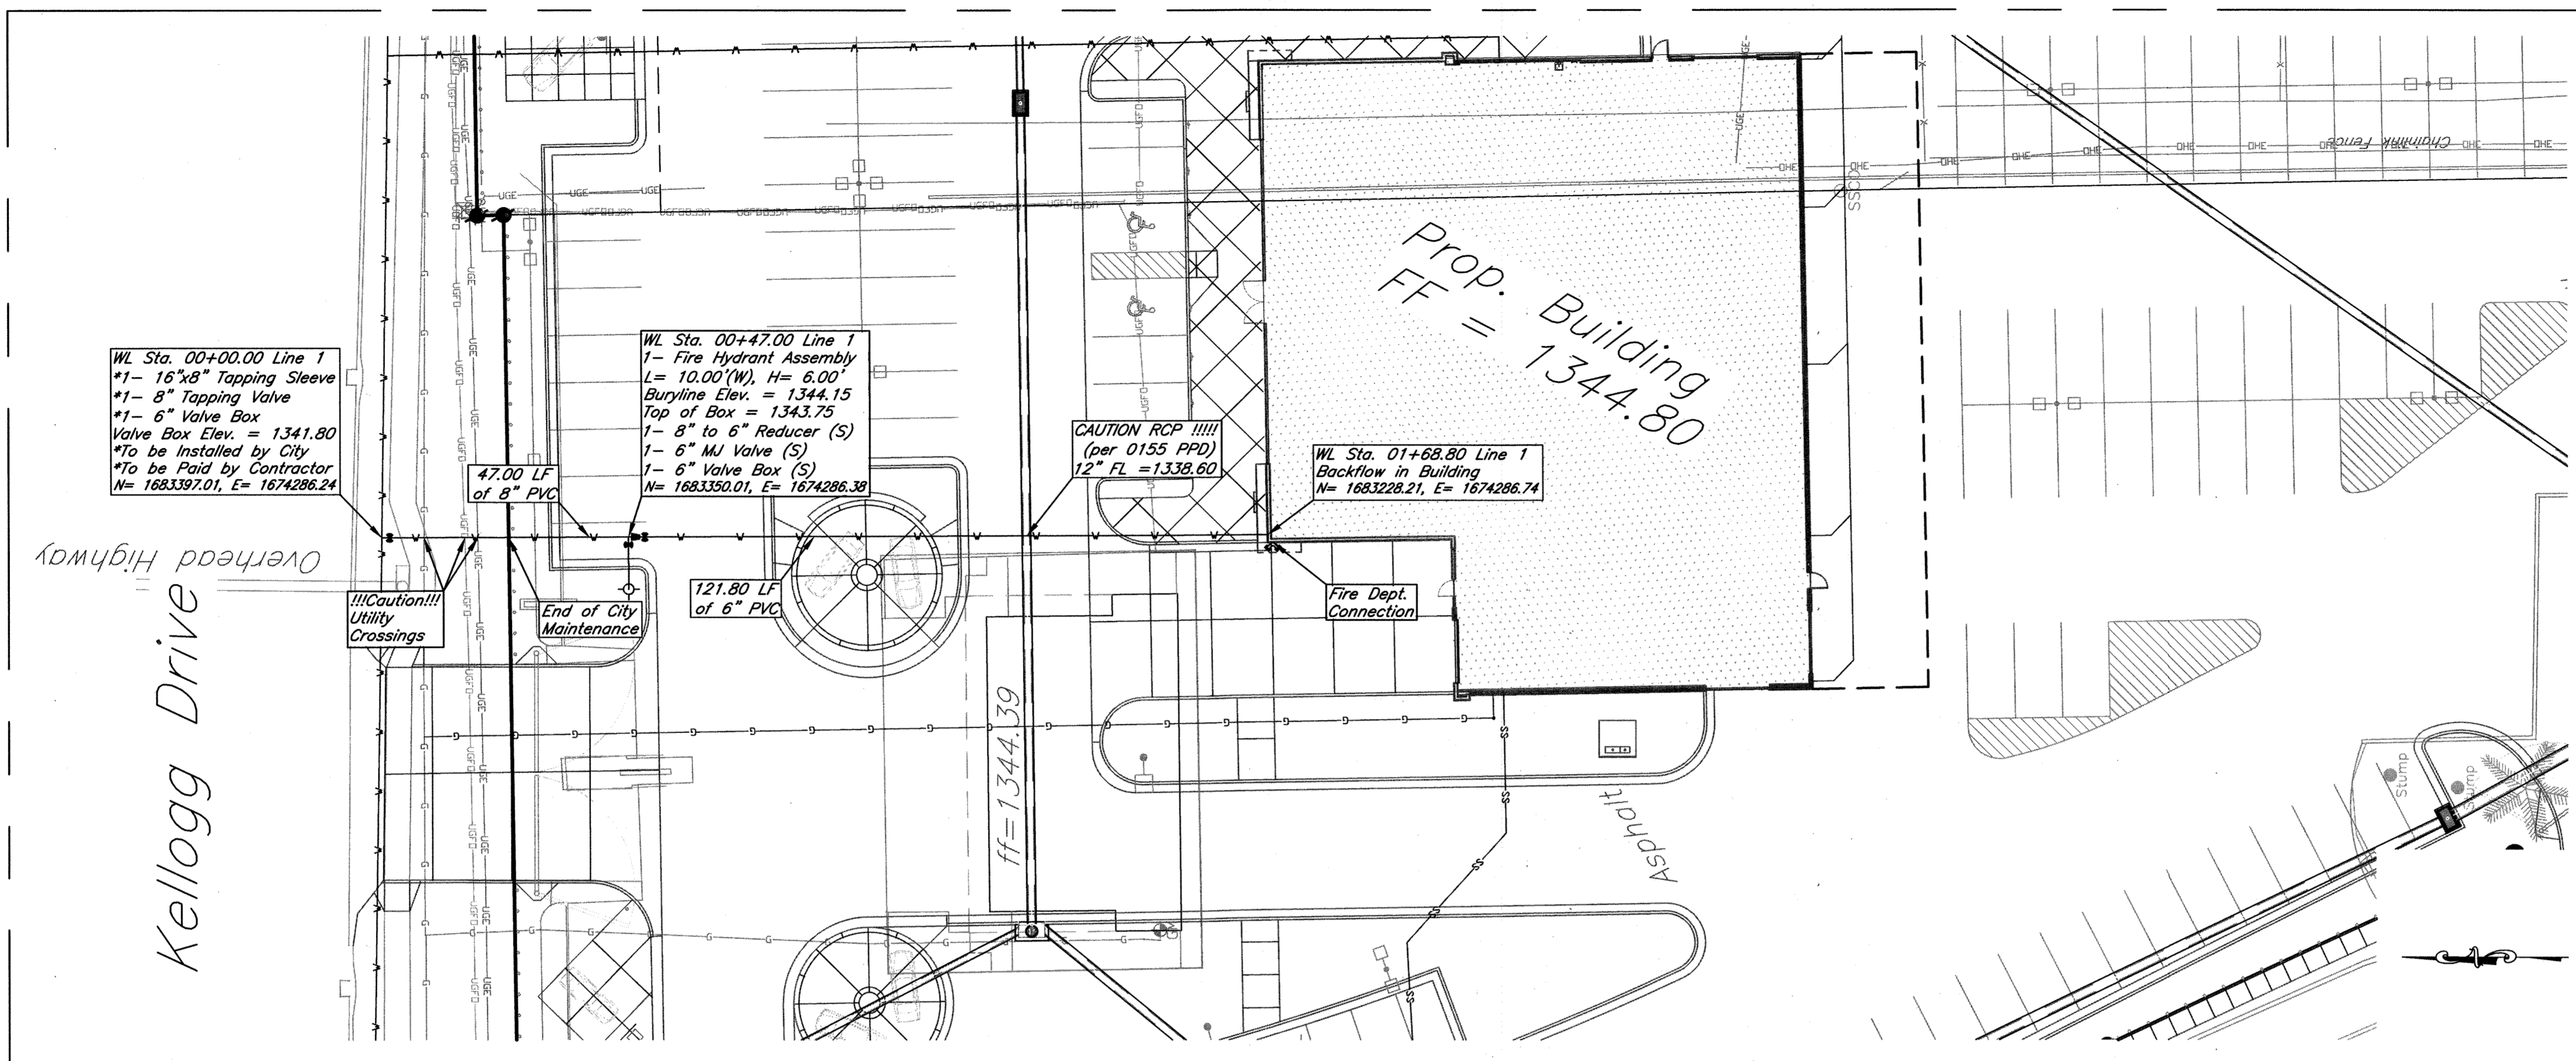 WL Sta. 00+00.00 Line 1
*1- 16"x8" Tapping Sleeve
*1- 8" Tapping Valve
*1- 6" Valve Box
Valve Box Elev. = 1341.80
*To be Installed by City
*To be Paid by Contractor
N= 1683397.01, E= 1674286.24
47.00 LF
of 8" PVC
WL Sta. 00+47.00 Line 1
1- Fire Hydrant Assembly
L= 10.00'(W), H= 6.00'
Buryline Elev. = 1344.15
Top of Box = 1343.75
1- 8" to 6" Reducer (S)
1- 6" MJ Valve (S)
1- 6" Valve Box (S)
N= 1683350.01, E= 1674286.38
CAUTION RCP !!!!!
(per 0155 PPD)
12" FL =1338.60
WL Sta. 01+68.80 Line 1
Backflow in Building
N= 1683228.21, E= 1674286.74
Prop. Building
FF = 1344.80
Chainlink Fence
SSCO
Overhead Highway
Kellogg Drive
!!!Caution!!!
Utility
Crossings
End of City
Maintenance
121.80 LF
of 6" PVC
Fire Dept.
Connection
ff=1344.39
Asphalt
Stump
Stump
GM
UGE
UGFO
OHE
G
SS
W
X